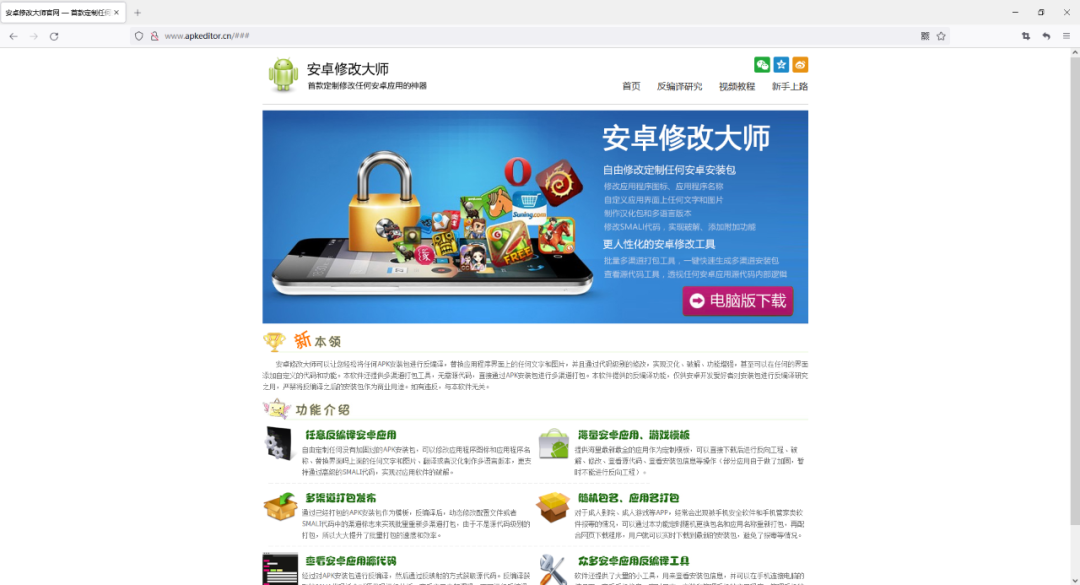 安卓修改大师官网 — 首款定制任何
www.apkeditor.cn/###
安卓修改大师
首款定制修改任何安卓应用的神器
首页 反编译研究 视频教程 新手上路
安卓修改大师
自由修改定制任何安卓安装包
修改应用程序图标、应用程序名称
自定义应用界面上任何文字和图片
制作汉化包和多语言版本
修改SMALI代码,实现破解、添加附加功能
更人性化的安卓修改工具
批量多渠道打包工具,一键快速生成多渠道安装包
查看源代码工具,透视任何安卓应用源代码内部逻辑
电脑版下载
Suning.com
FREE
新本领
安卓修改大师可以让您轻松将任何APK安装包进行反编译,替换应用程序界面上的任何文字和图片,并且通过代码级别的修改,实现汉化、破解、功能增强,甚至可以在任何的界面
添加自定义的代码和功能。本软件还提供多渠道打包工具,无需源代码,直接通过APK安装包进行多渠道打包。本软件提供的反编译功能,仅供安卓开发爱好者对安装包进行反编译研究
之用,严禁将反编译之后的安装包作为商业用途。如有违反,与本软件无关。
功能介绍
任意反编译安卓应用
自由定制任何没有加固过的APK安装包,可以修改应用程序图标和应用程序名
称,替换界面码上面的任何文字和图片,翻译或者汉化制作多语言版本,更支
持通过高级的SMALI代码,实现对应用软件的破解。
海量安卓应用、游戏模板
提供海量最新最全的应用作为定制模板,可以直接下载后进行反向工程、破
解、修改、查看源代码、查看安装包信息等操作(部分应用由于做了加固,暂
时不能进行反向工程)。
多渠道打包发布
通过已经打包的APK安装包作为模板,反编译后,动态修改配置文件或者
SMALI代码中的渠道标志来实现批量重新多渠道打包,由于不是源代码级别的
打包,所以大大提升了批量打包的速度和效率。
随机包名、应用名打包
对于成人影院、成人游戏等APP,经常会出现被手机安全软件和手机管家类软
件报毒的情况,可以通过本功能定时随机更换包名和应用名称重新打包,再配
合网页下载程序,用户就可以实时下载到最新的安装包,避免了报毒等情况。
查看安卓应用源代码
经过对APK安装包进行反编译,然后通过反映射的方式获取源代码。反编译获
众多安卓应用反编译工具
软件还提供了大量的小工具,用来查看安装包信息,并可以在手机连接电脑的